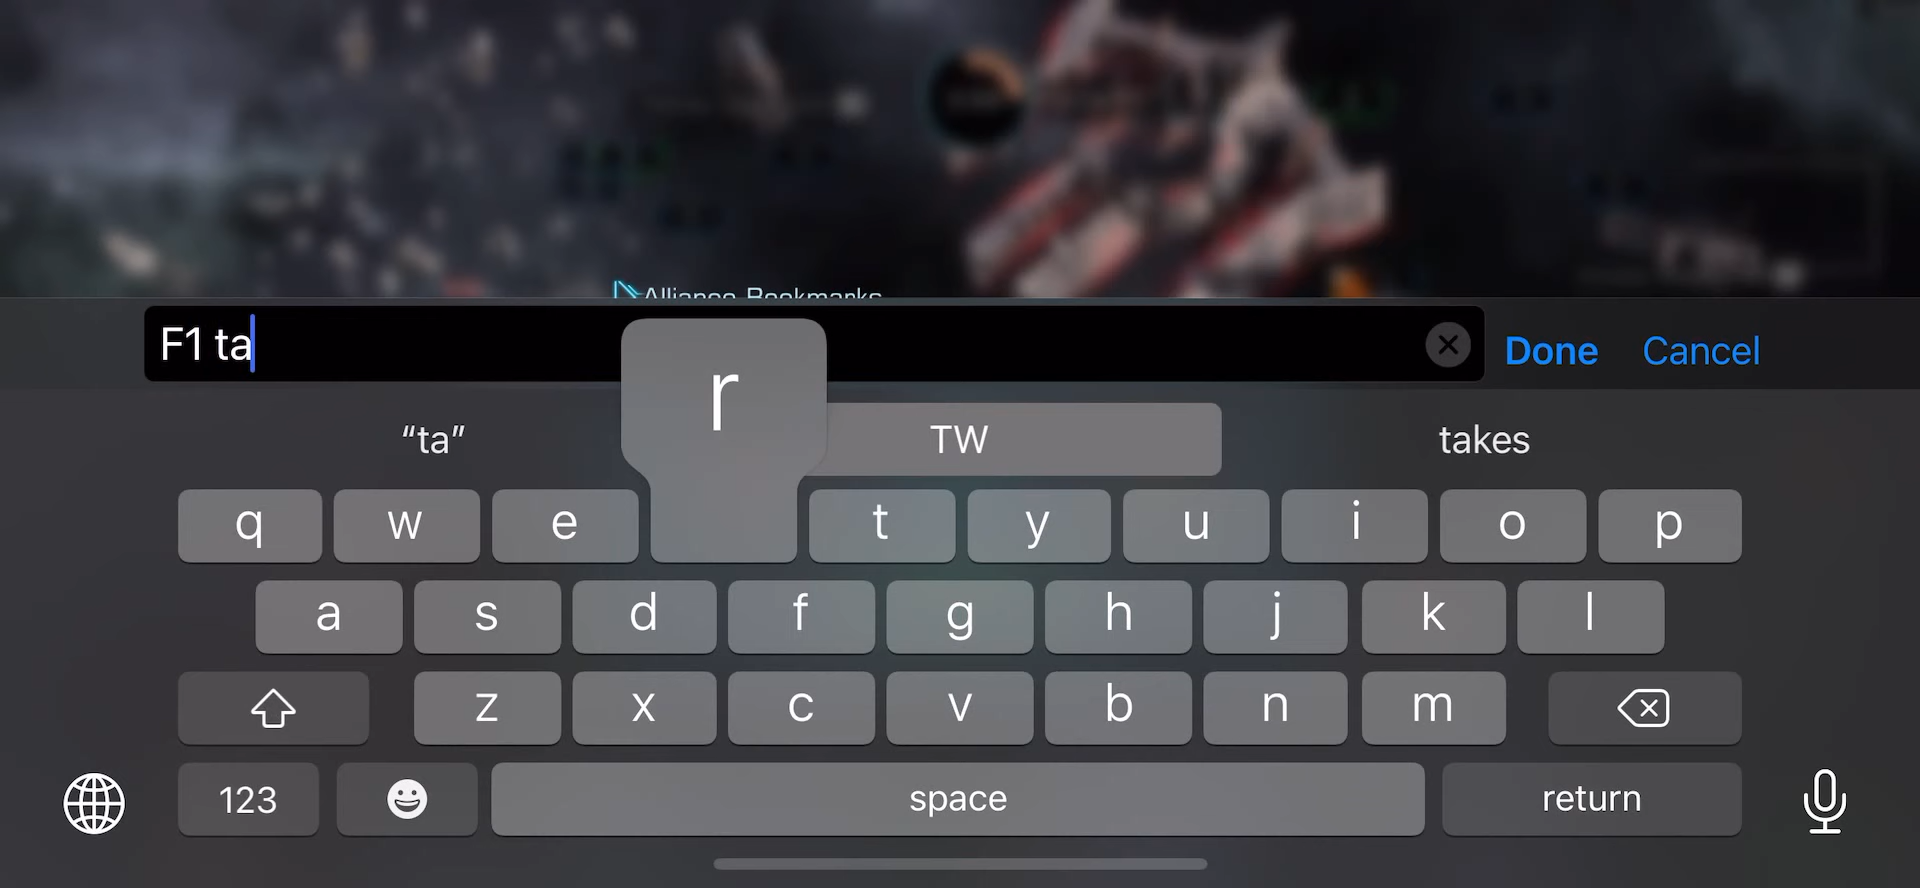 Alliance Bookmarks
F1 ta
Done Cancel
r
“ta” TW takes
q w e t y u i o p
a s d f g h j k l
z x c v b n m
123 space return